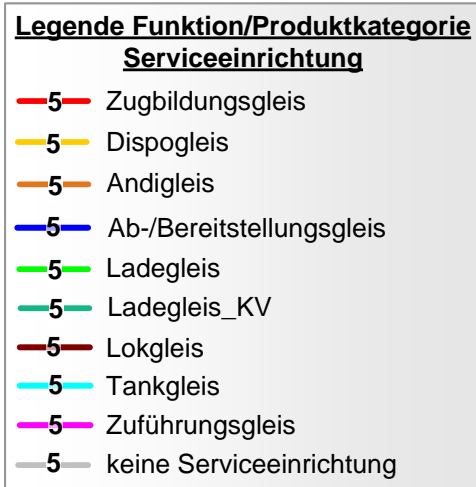 Legende Funktion/Produktkategorie
Serviceeinrichtung
5 Zugbildungsgleis
5 Dispogleis
5 Andigleis
5 Ab-/Bereitstellungsgleis
5 Ladegleis
5 Ladegleis_KV
5 Lokgleis
5 Tankgleis
5 Zuführungsgleis
5 keine Serviceeinrichtung